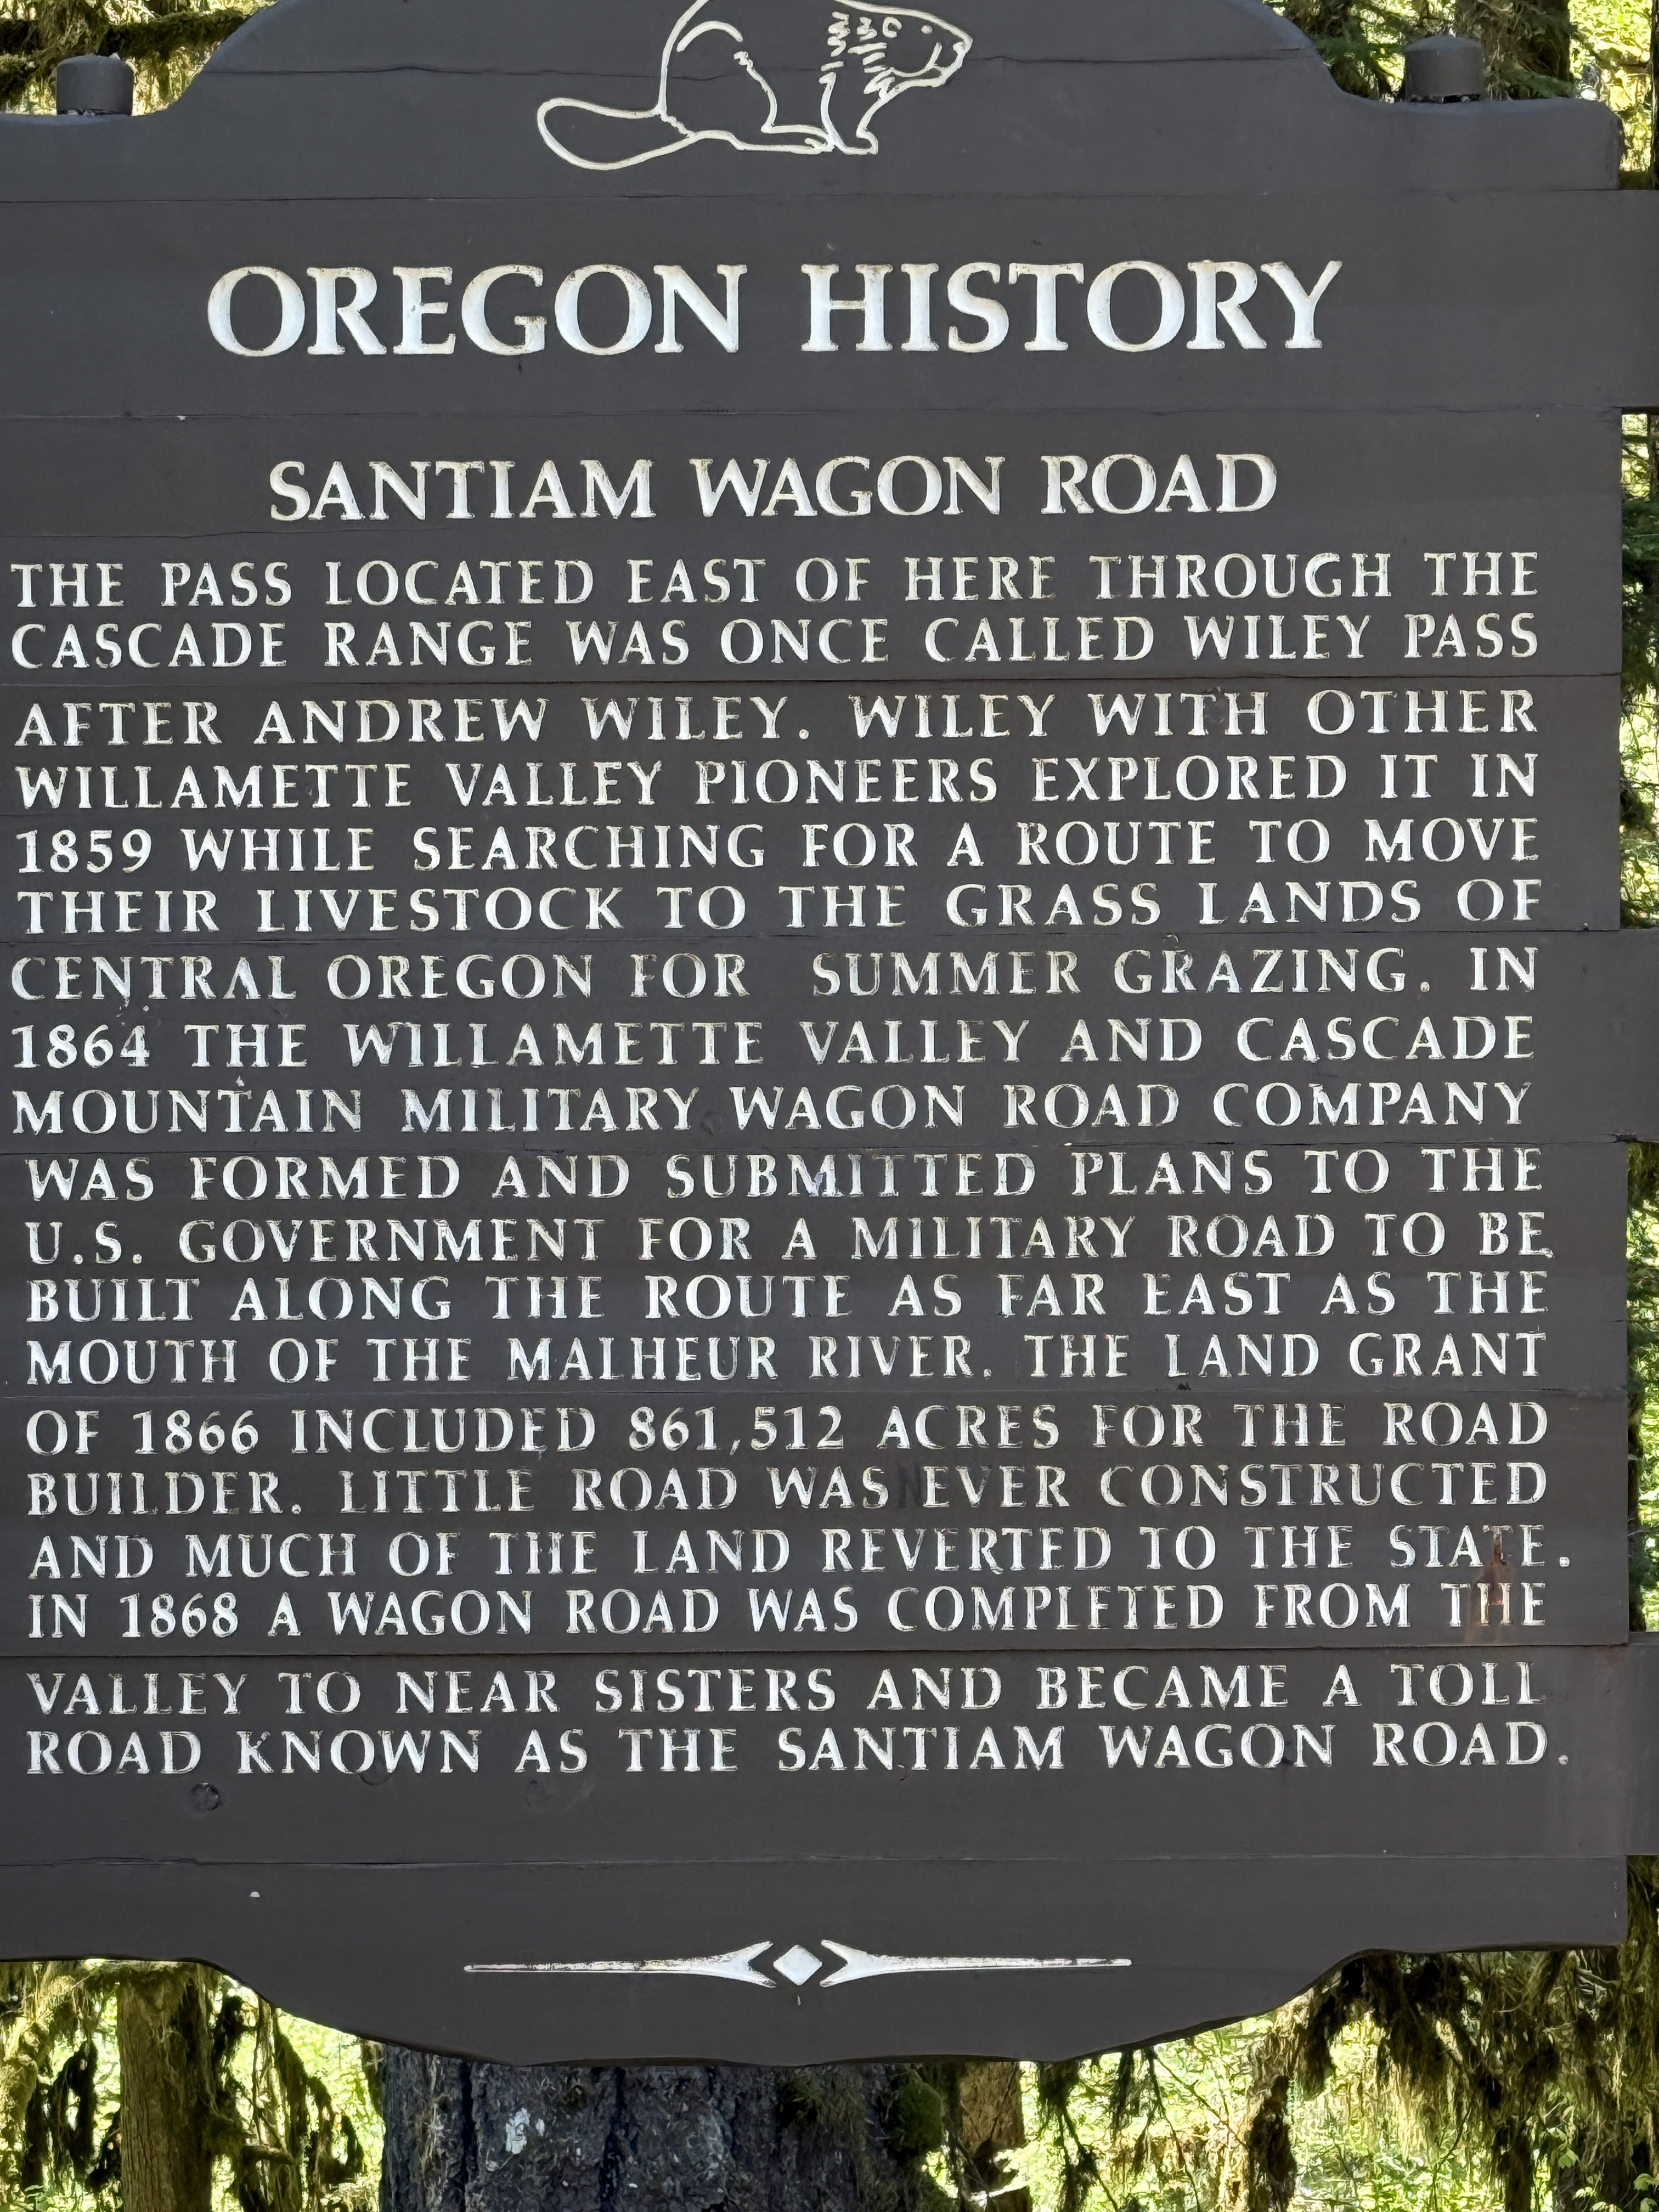 OREGON HISTORY
SANTIAM WAGON ROAD
THE PASS LOCATED EAST OF HERE THROUGH THE
CASCADE RANGE WAS ONCE CALLED WILEY PASS
AFTER ANDREW WILEY. WILEY WITH OTHER
WILLAMETTE VALLEY PIONEERS EXPLORED IT IN
1859 WHILE SEARCHING FOR A ROUTE TO MOVE
THEIR LIVESTOCK TO THE GRASS LANDS OF
CENTRAL OREGON FOR SUMMER GRAZING. IN
1864 THE WILLAMETTE VALLEY AND CASCADE
MOUNTAIN MILITARY WAGON ROAD COMPANY
WAS FORMED AND SUBMITTED PLANS TO THE
U.S. GOVERNMENT FOR A MILITARY ROAD TO BE
BUILT ALONG THE ROUTE AS FAR EAST AS THE
MOUTH OF THE MALHEUR RIVER. THE LAND GRANT
OF 1866 INCLUDED 861,512 ACRES FOR THE ROAD
BUILDER. LITTLE ROAD WAS EVER CONSTRUCTED
AND MUCH OF THE LAND REVERTED TO THE STATE.
IN 1868 A WAGON ROAD WAS COMPLETED FROM THE
VALLEY TO NEAR SISTERS AND BECAME A TOLL
ROAD KNOWN AS THE SANTIAM WAGON ROAD.